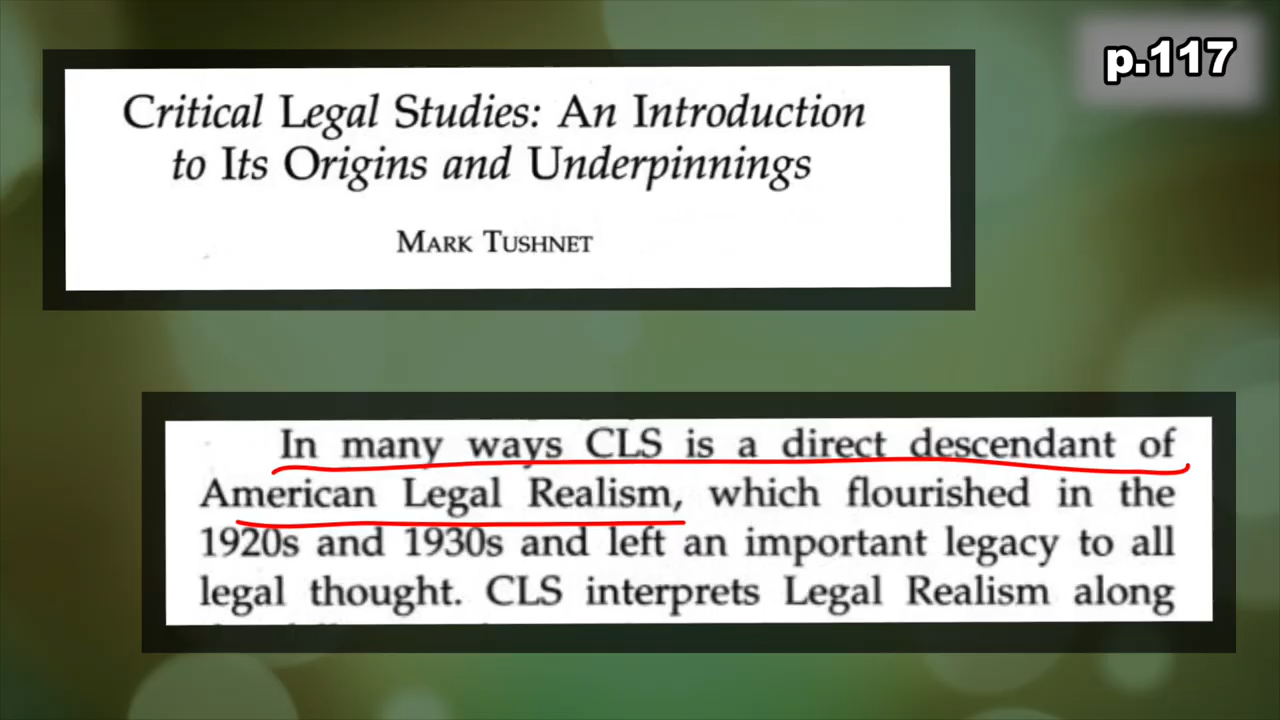 p.117
Critical Legal Studies: An Introduction
to Its Origins and Underpinnings
MARK TUSHNET
In many ways CLS is a direct descendant of
American Legal Realism, which flourished in the
1920s and 1930s and left an important legacy to all
legal thought. CLS interprets Legal Realism along